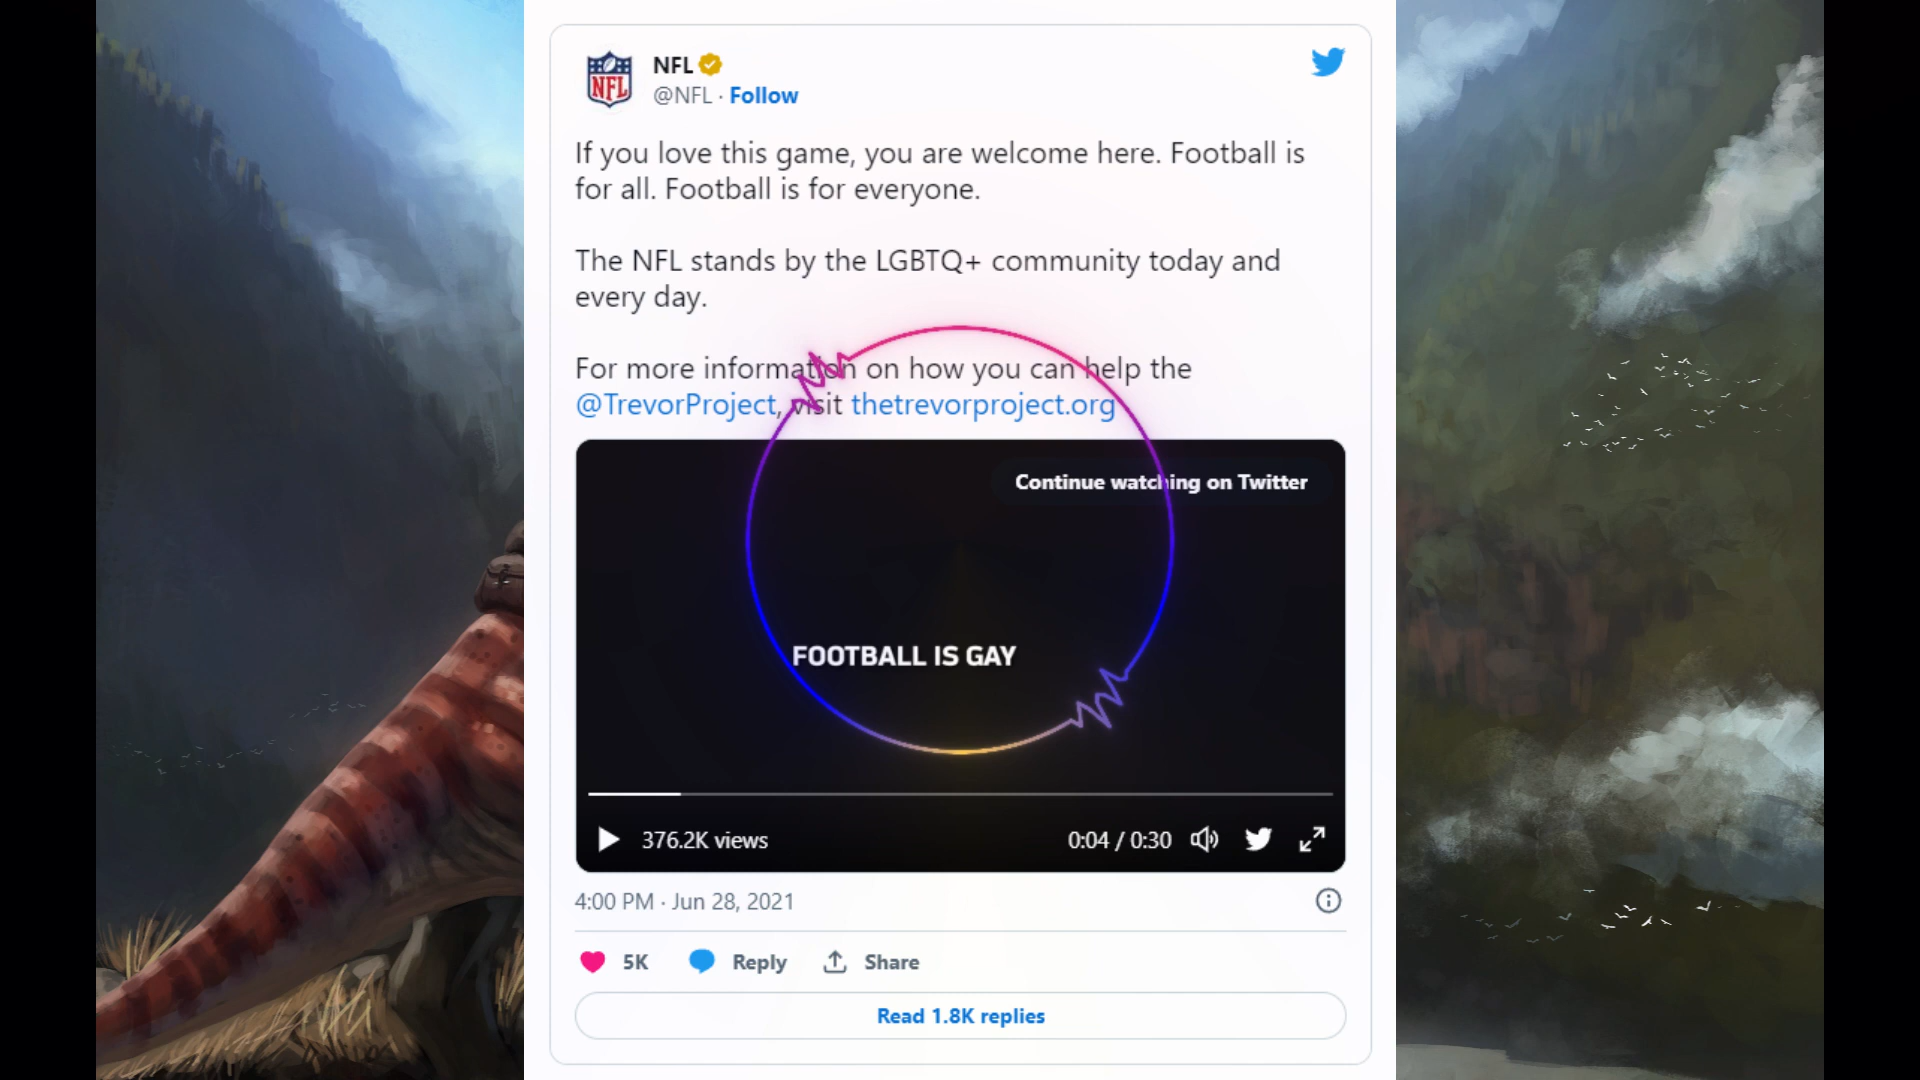 NFL
NFL
@NFL · Follow
If you love this game, you are welcome here. Football is
for all. Football is for everyone.
The NFL stands by the LGBTQ+ community today and
every day.
For more information on how you can help the
@TrevorProject, visit thetrevorproject.org
Continue watching on Twitter
FOOTBALL IS GAY
376.2K views
0:04 / 0:30
4:00 PM · Jun 28, 2021
5K
Reply
Share
Read 1.8K replies